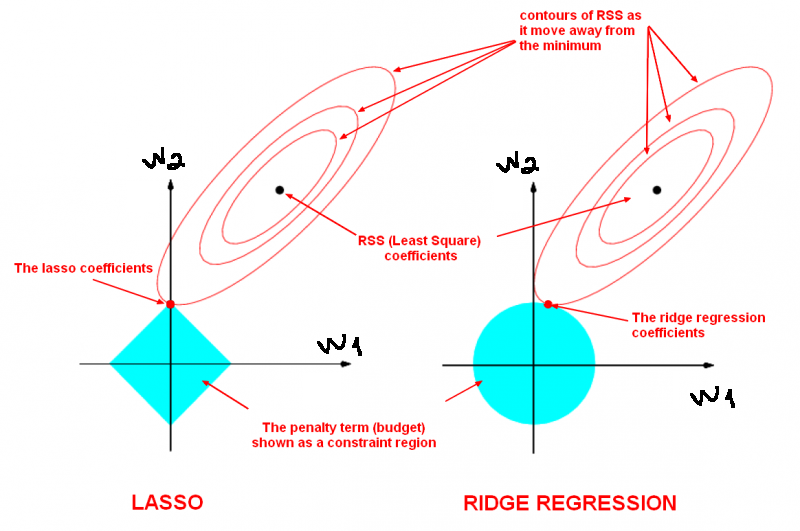 contours of RSS as
it move away from
the minimum
W2
W2
RSS (Least Square)
coefficients
The lasso coefficients
The ridge regression
coefficients
W1
W1
The penalty term (budget)
shown as a constraint region
LASSO
RIDGE REGRESSION